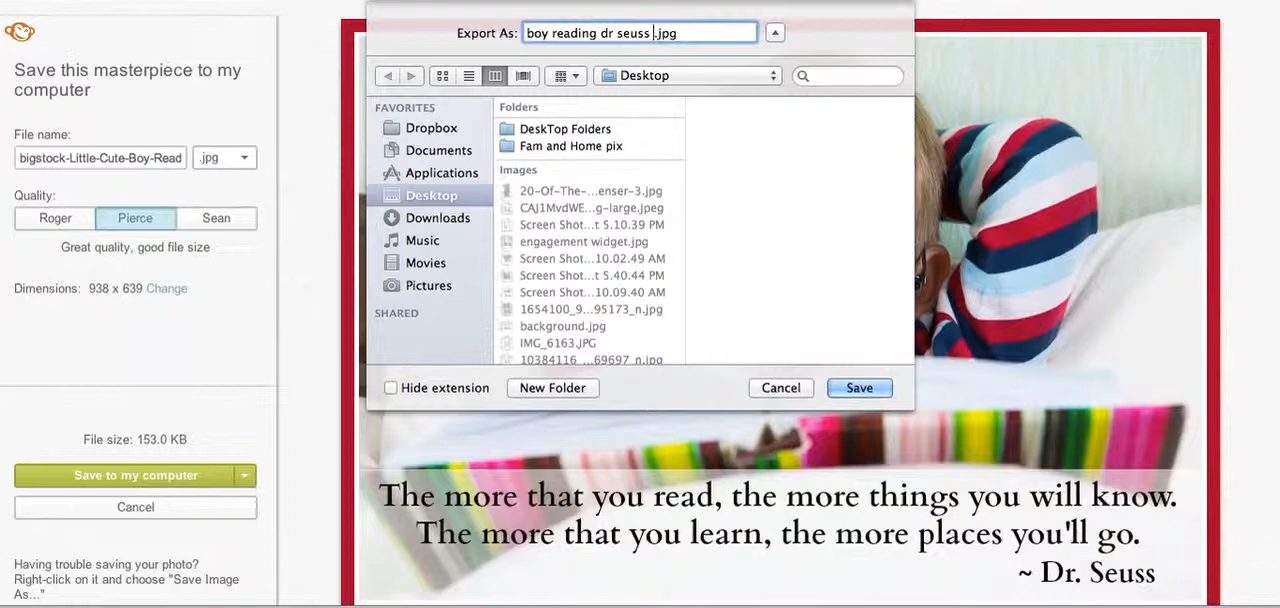 Export As: boy reading dr seuss .jpg
Desktop
Save this masterpiece to my
computer
File name:
bigstock-Little-Cute-Boy-Read
.jpg
Quality:
Roger Pierce Sean
Great quality, good file size
Dimensions: 938 x 639 Change
FAVORITES
Dropbox
Documents
Applications
Desktop
Downloads
Music
Movies
Pictures
SHARED
Folders
DeskTop Folders
Fam and Home pix
Images
20-Of-The-...enser-3.jpg
CAJ1MvdWE...g-large.jpeg
Screen Shot...t 5.10.39 PM
engagement widget.jpg
Screen Shot...10.02.49 AM
Screen Shot...t 5.40.44 PM
Screen Shot...10.09.40 AM
1654100_9...95173_n.jpg
background.jpg
IMG_6163.JPG
10384116_...69697_n.jpg
Hide extension New Folder Cancel Save
File size: 153.0 KB
Save to my computer
Cancel
Having trouble saving your photo?
Right-click on it and choose "Save Image
As..."
The more that you read, the more things you will know.
The more that you learn, the more places you'll go.
~ Dr. Seuss